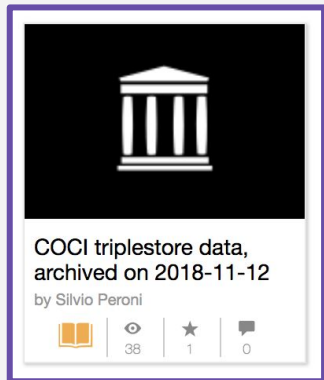 COCI triplestore data,
archived on 2018-11-12
by Silvio Peroni
38 1 0